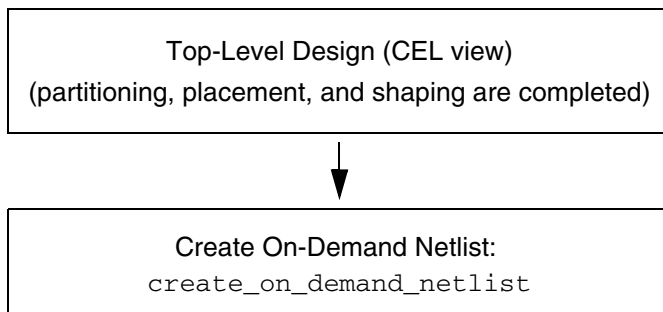 Top-Level Design (CEL view)
(partitioning, placement, and shaping are completed)
Create On-Demand Netlist:
create_on_demand_netlist